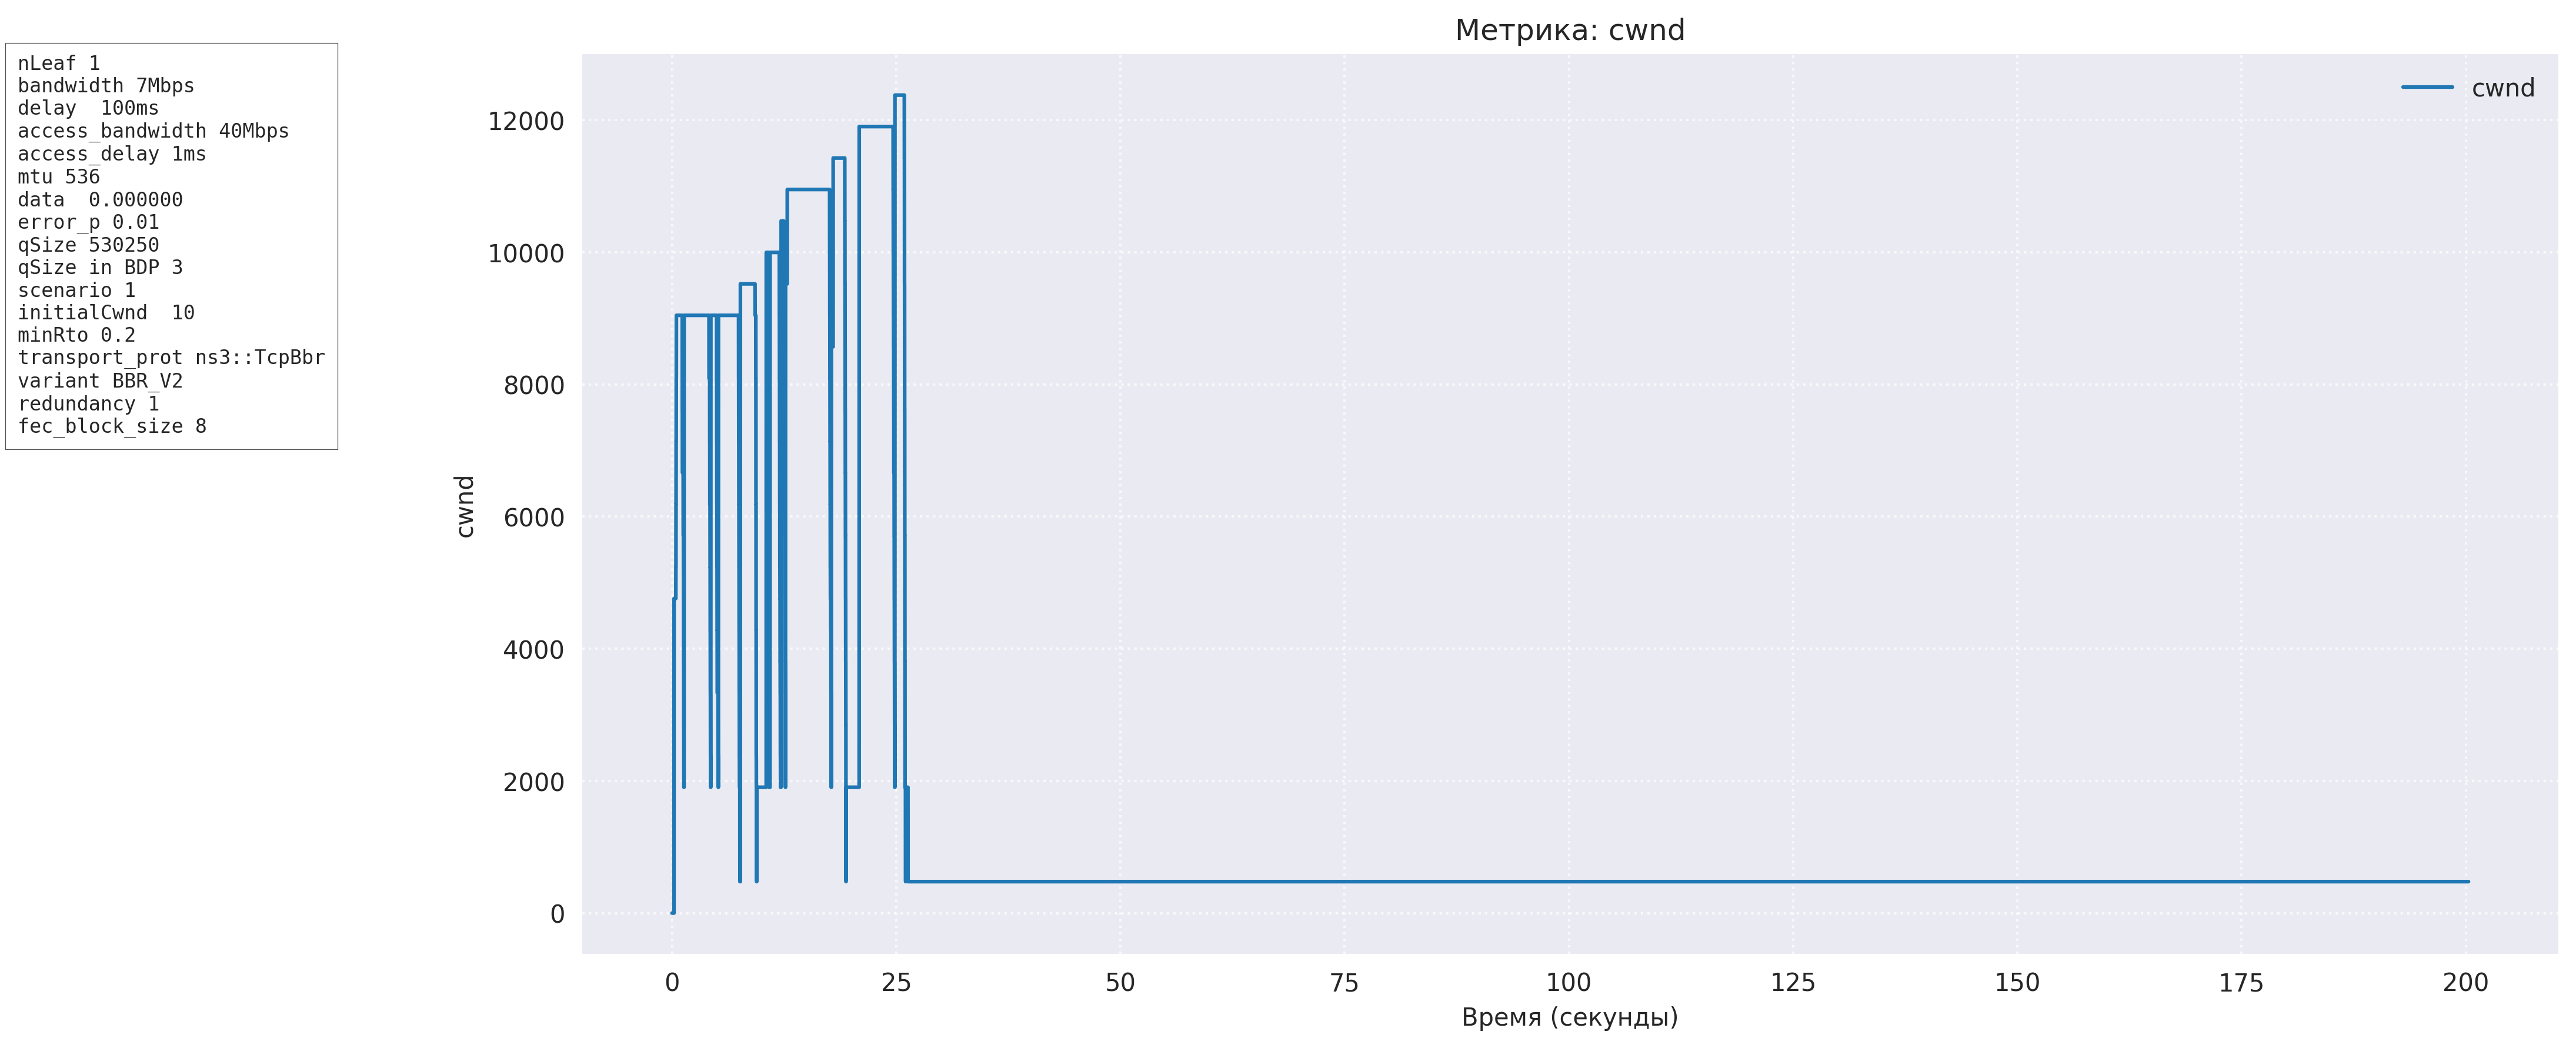 Метрика: cwnd
nLeaf 1
bandwidth 7Mbps
delay  100ms
access_bandwidth 40Mbps
access_delay 1ms
mtu 536
data  0.000000
error_p 0.01
qSize 530250
qSize in BDP 3
scenario 1
initialCwnd  10
minRto 0.2
transport_prot ns3::TcpBbr
variant BBR_V2
redundancy 1
fec_block_size 8
cwnd
12000
10000
8000
6000
4000
2000
0
cwnd
0 25 50 75 100 125 150 175 200
Время (секунды)